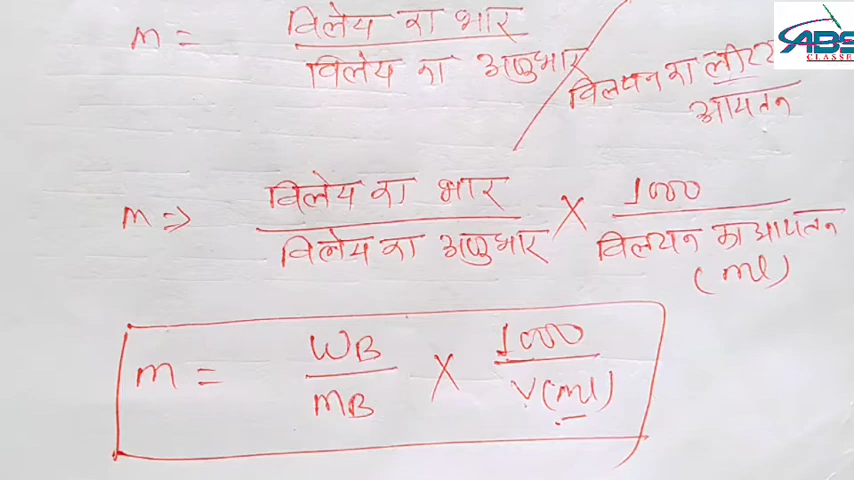 m = विलेय का भार / विलेय का अणुभार / विलयन का लीटर आयतन
ABS
CLASSES
m => विलेय का भार / विलेय का अणुभार X 1000 / विलयन का आयतन (ml)
m = WB / mB X 1000 / V(ml)